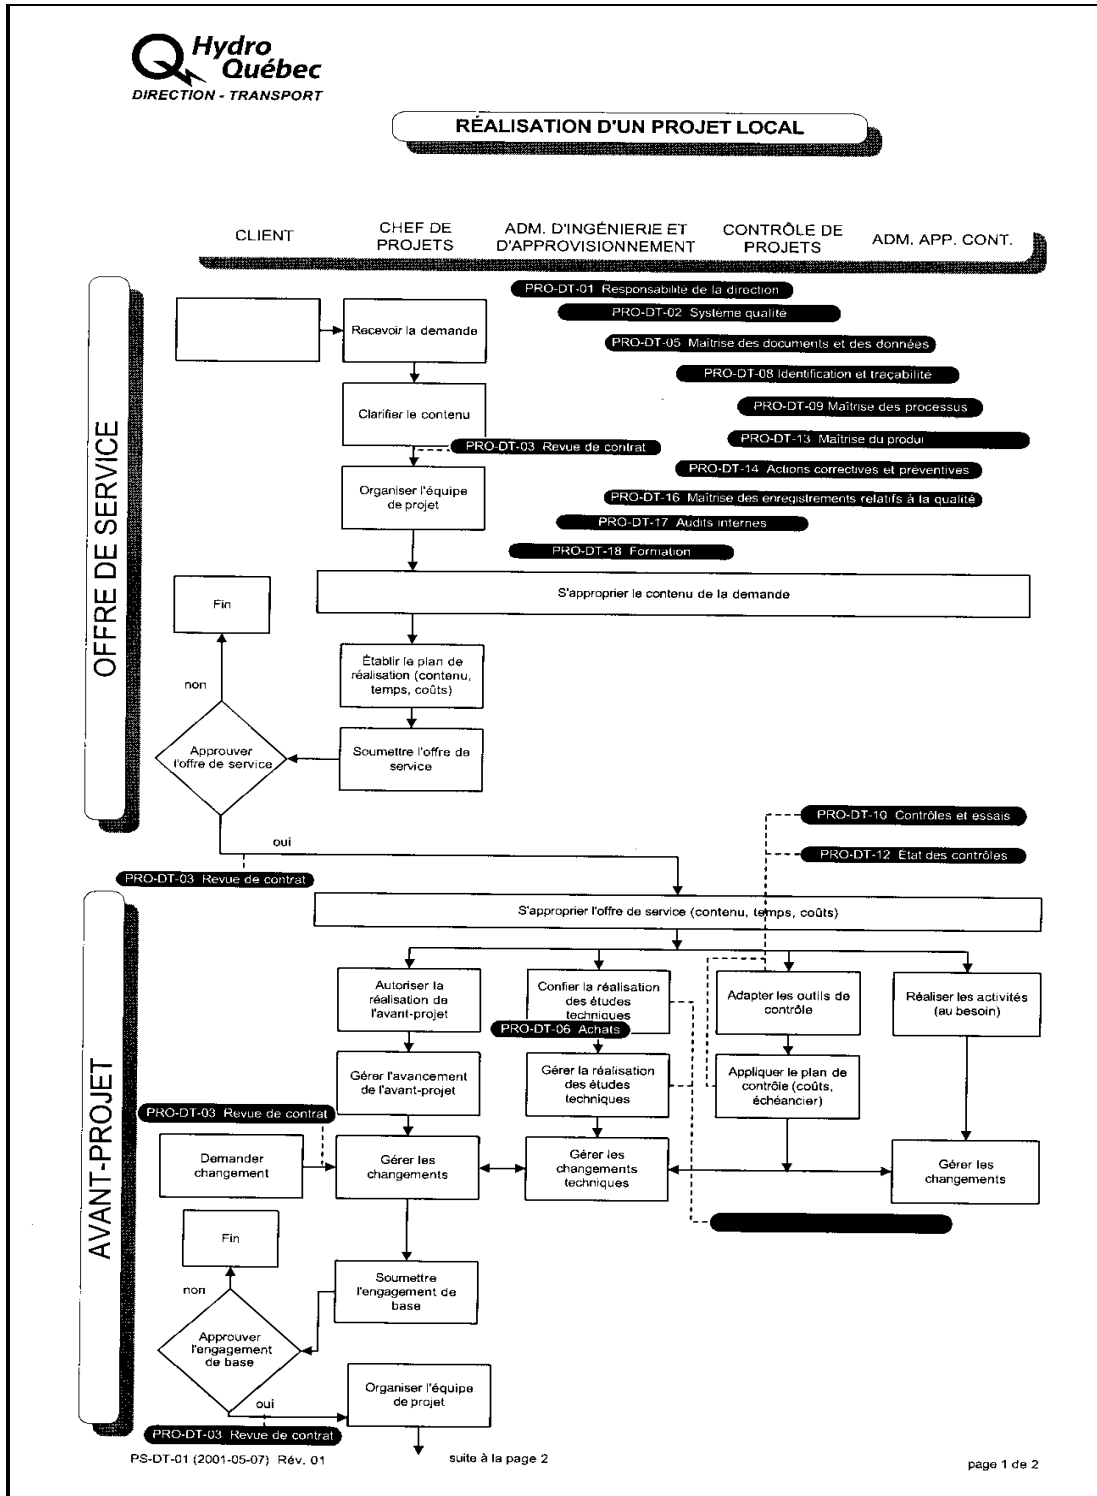 Hydro
Québec
DIRECTION - TRANSPORT
RÉALISATION D'UN PROJET LOCAL
CLIENT
CHEF DE
PROJETS
ADM. D'INGÉNIERIE ET
D'APPROVISIONNEMENT
CONTRÔLE DE
PROJETS
ADM. APP. CONT.
OFFRE DE SERVICE
PRO-DT-01 Responsabilité de la direction
PRO-DT-02 Système qualité
Recevoir la demande
PRO-DT-05 Maîtrise des documents et des données
PRO-DT-08 Identification et traçabilité
Clarifier le contenu
PRO-DT-09 Maîtrise des processus
PRO-DT-13 Maîtrise du produi
PRO-DT-03 Revue de contrat
PRO-DT-14 Actions correctives et préventives
Organiser l'équipe
de projet
PRO-DT-16 Maîtrise des enregistrements relatifs à la qualité
PRO-DT-17 Audits internes
PRO-DT-18 Formation
S'approprier le contenu de la demande
Fin
Établir le plan de
réalisation (contenu,
temps, coûts)
non
Approuver
l'offre de service
Soumettre l'offre de
service
PRO-DT-10 Contrôles et essais
oui
PRO-DT-12 État des contrôles
PRO-DT-03 Revue de contrat
AVANT-PROJET
S'approprier l'offre de service (contenu, temps, coûts)
Autoriser la
réalisation de
l'avant-projet
Confier la réalisation
des études
techniques
Adapter les outils de
contrôle
Réaliser les activités
(au besoin)
PRO-DT-06 Achats
Gérer l'avancement
de l'avant-projet
Gérer la réalisation
des études
techniques
Appliquer le plan de
contrôle (coûts,
échéancier)
PRO-DT-03 Revue de contrat
Demander
changement
Gérer les
changements
Gérer les
changements
techniques
Gérer les
changements
Fin
Soumettre
l'engagement de
base
non
Approuver
l'engagement
de base
Organiser l'équipe
de projet
oui
PRO-DT-03 Revue de contrat
PS-DT-01 (2001-05-07) Rév. 01
suite à la page 2
page 1 de 2